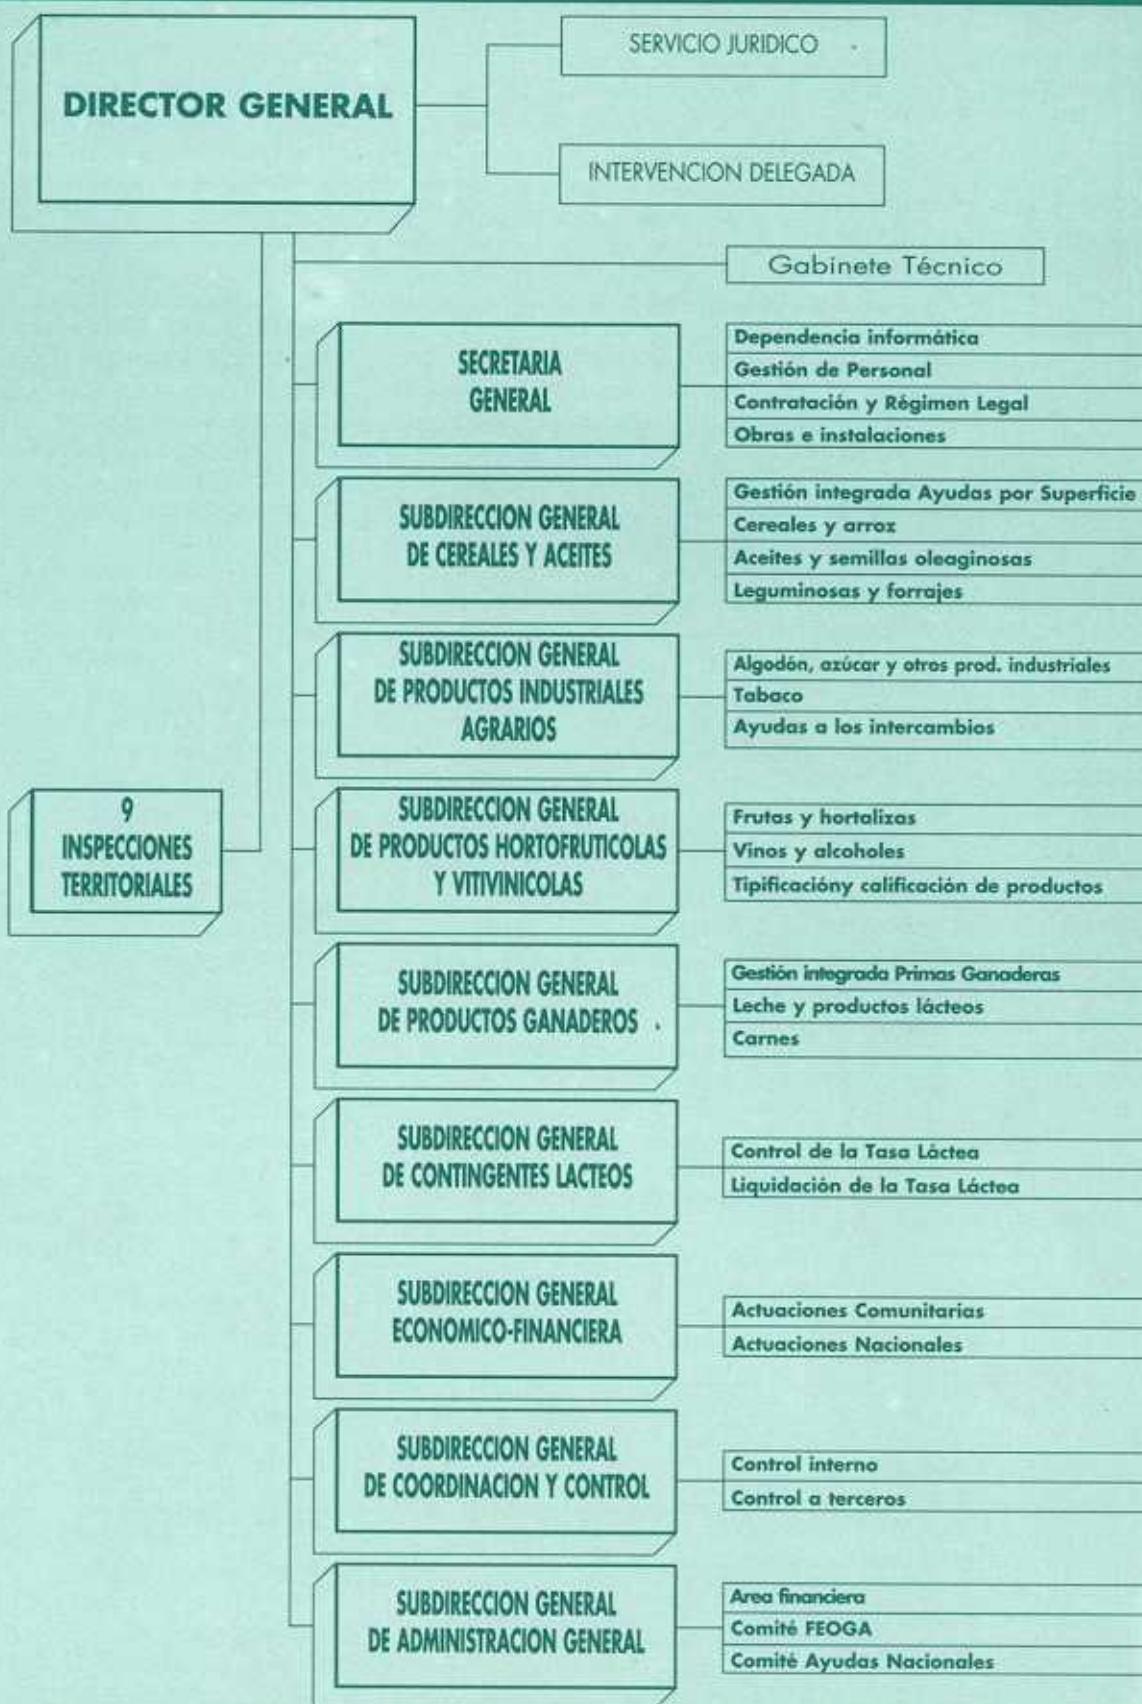 DIRECTOR GENERAL
SERVICIO JURIDICO
INTERVENCION DELEGADA
Gabinete Técnico
SECRETARIA
GENERAL
Dependencia informática
Gestión de Personal
Contratación y Régimen Legal
Obras e instalaciones
SUBDIRECCION GENERAL
DE CEREALES Y ACEITES
Gestión integrada Ayudas por Superficie
Cereales y arroz
Aceites y semillas oleaginosas
Leguminosas y forrajes
SUBDIRECCION GENERAL
DE PRODUCTOS INDUSTRIALES
AGRARIOS
Algodón, azúcar y otros prod. industriales
Tabaco
Ayudas a los intercambios
9
INSPECCIONES
TERRITORIALES
SUBDIRECCION GENERAL
DE PRODUCTOS HORTOFRUTICOLAS
Y VITIVINICOLAS
Frutas y hortalizas
Vinos y alcoholes
Tipificacióny calificación de productos
SUBDIRECCION GENERAL
DE PRODUCTOS GANADEROS
Gestión integrada Primas Ganaderas
Leche y productos lácteos
Carnes
SUBDIRECCION GENERAL
DE CONTINGENTES LACTEOS
Control de la Tasa Láctea
Liquidación de la Tasa Láctea
SUBDIRECCION GENERAL
ECONOMICO-FINANCIERA
Actuaciones Comunitarias
Actuaciones Nacionales
SUBDIRECCION GENERAL
DE COORDINACION Y CONTROL
Control interno
Control a terceros
SUBDIRECCION GENERAL
DE ADMINISTRACION GENERAL
Area financiera
Comité FEOGA
Comité Ayudas Nacionales